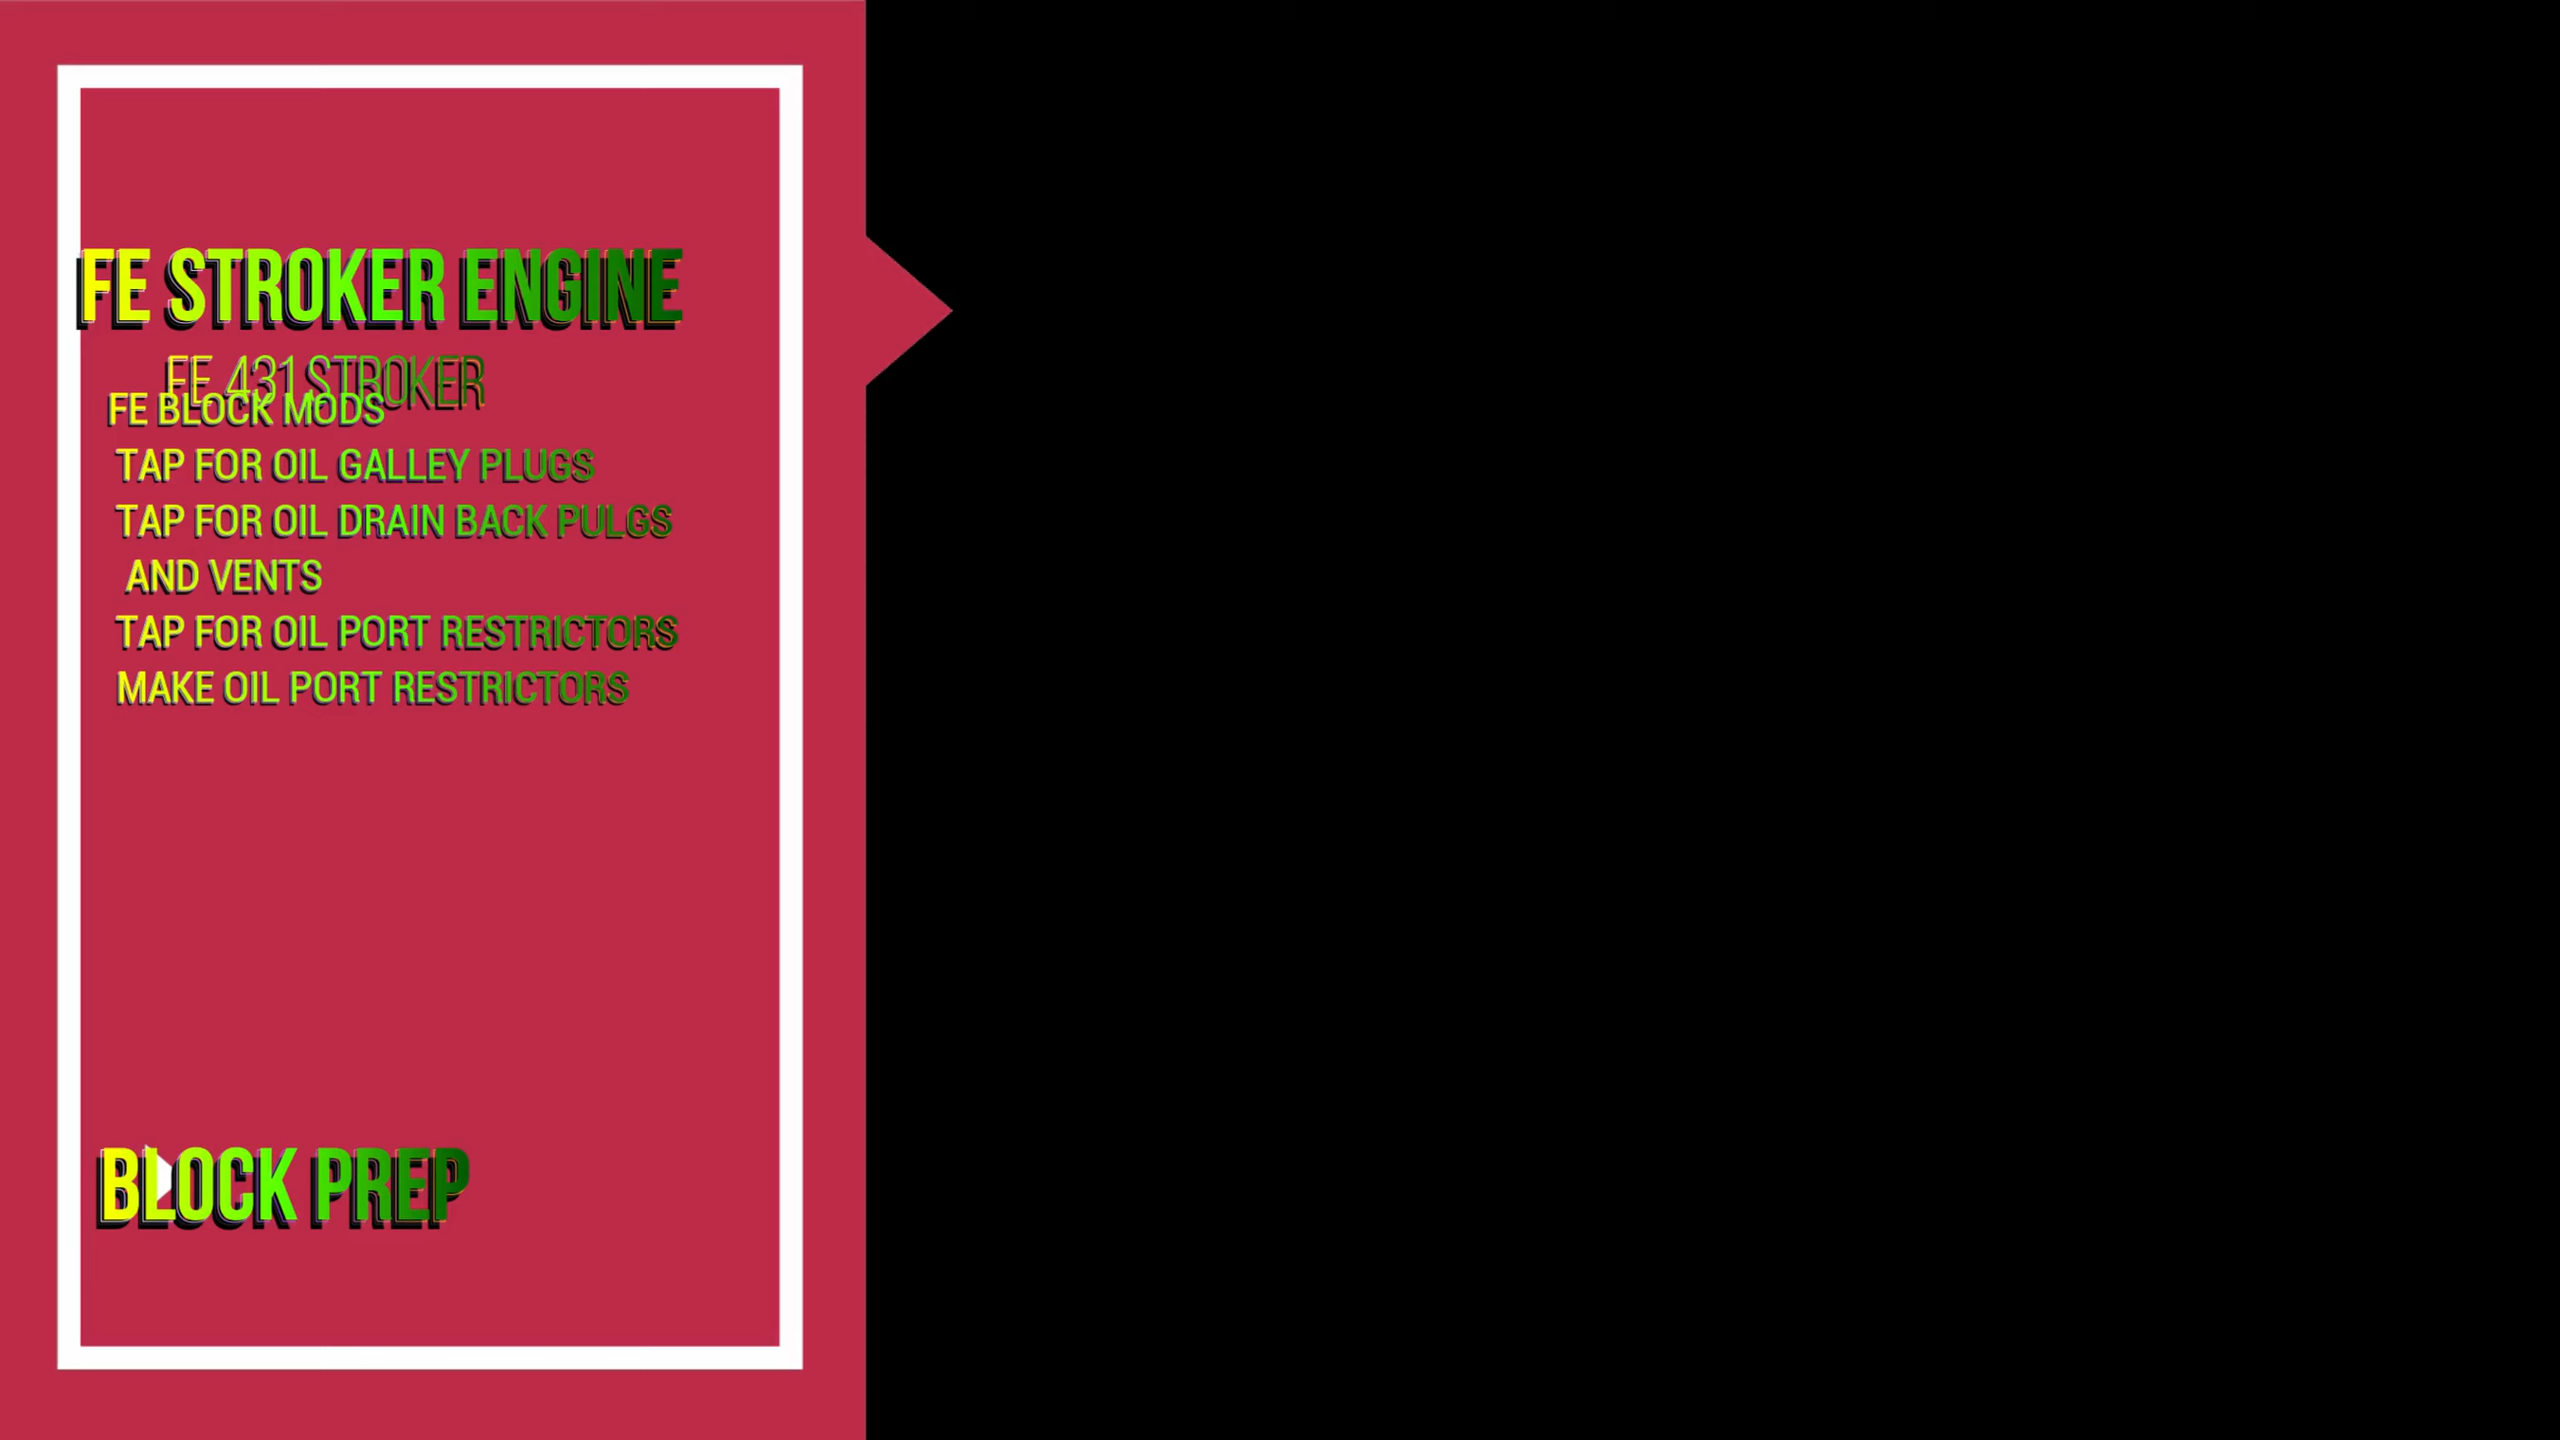 FE STROKER ENGINE
FE 431 STROKER
FE BLOCK MODS
TAP FOR OIL GALLEY PLUGS
TAP FOR OIL DRAIN BACK PULGS
AND VENTS
TAP FOR OIL PORT RESTRICTORS
MAKE OIL PORT RESTRICTORS
BLOCK PREP